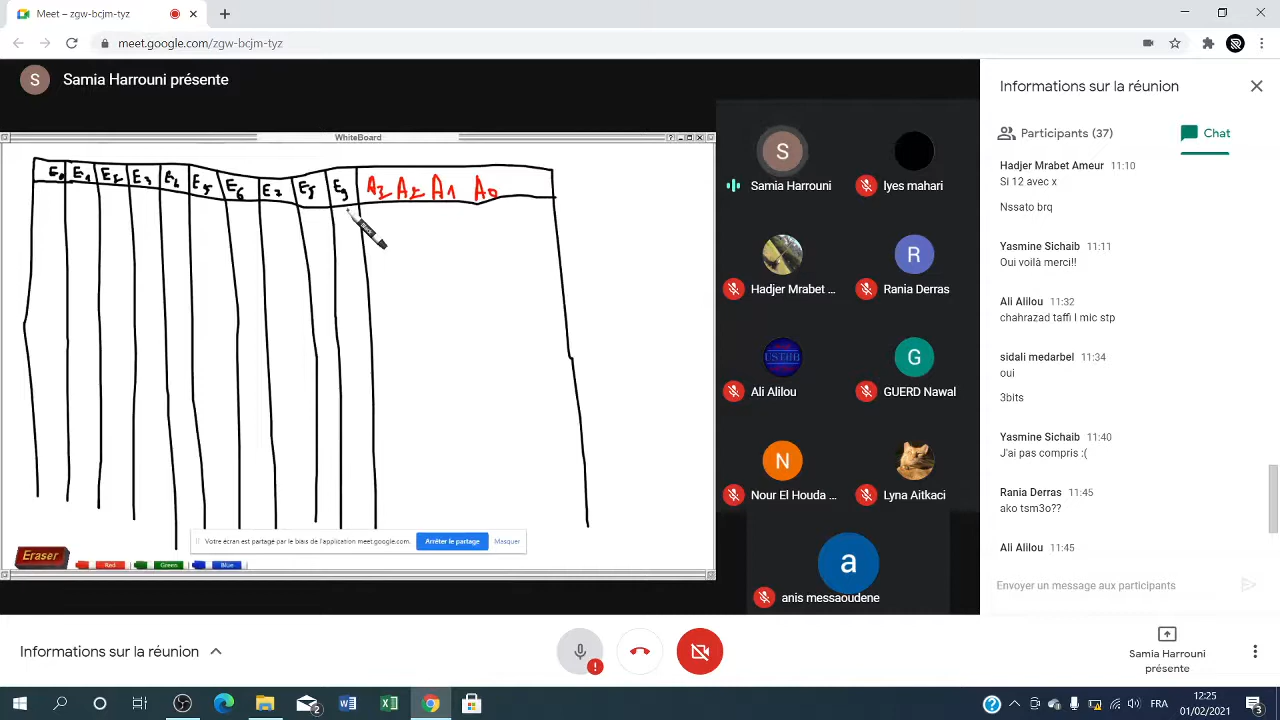 Meet – zgw-bcjm-tyz
meet.google.com/zgw-bcjm-tyz
S Samia Harrouni présente
WhiteBoard
E0 E1 E2 E3 E4 E5 E6 E7 E8 E9 A3 A2 A1 A0
Votre écran est partagé par le biais de l'application meet.google.com. Arrêter le partage Masquer
Eraser Red Green Blue
S
Samia Harrouni lyes mahari
R
Hadjer Mrabet ... Rania Derras
USTHB G
Ali Alilou GUERD Nawal
N
Nour El Houda ... Lyna Aitkaci
a
anis messaoudene
Informations sur la réunion
Participants (37) Chat
Hadjer Mrabet Ameur 11:10
Si 12 avec x
Nssato brq
Yasmine Sichaib 11:11
Oui voilà merci!!
Ali Alilou 11:32
chahrazad taffi l mic stp
sidali medarbel 11:34
oui
3bits
Yasmine Sichaib 11:40
J'ai pas compris :(
Rania Derras 11:45
ako tsm3o??
Ali Alilou 11:45
Envoyer un message aux participants
Informations sur la réunion
Samia Harrouni
présente
2
FR
12:25
01/02/2021
3